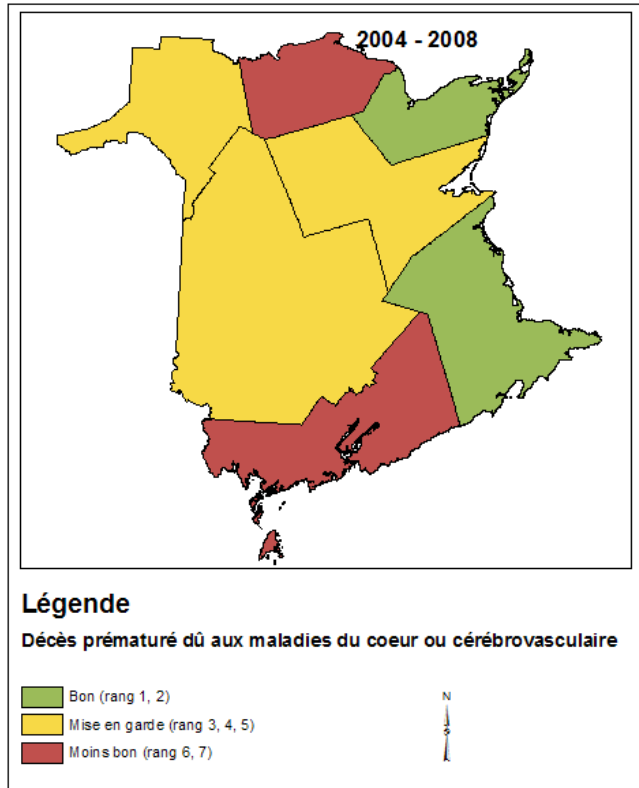 2004 - 2008
Légende
Décès prématuré dû aux maladies du coeur ou cérébrovasculaire
Bon (rang 1, 2)
N
Mise en garde (rang 3, 4, 5)
Moins bon (rang 6, 7)